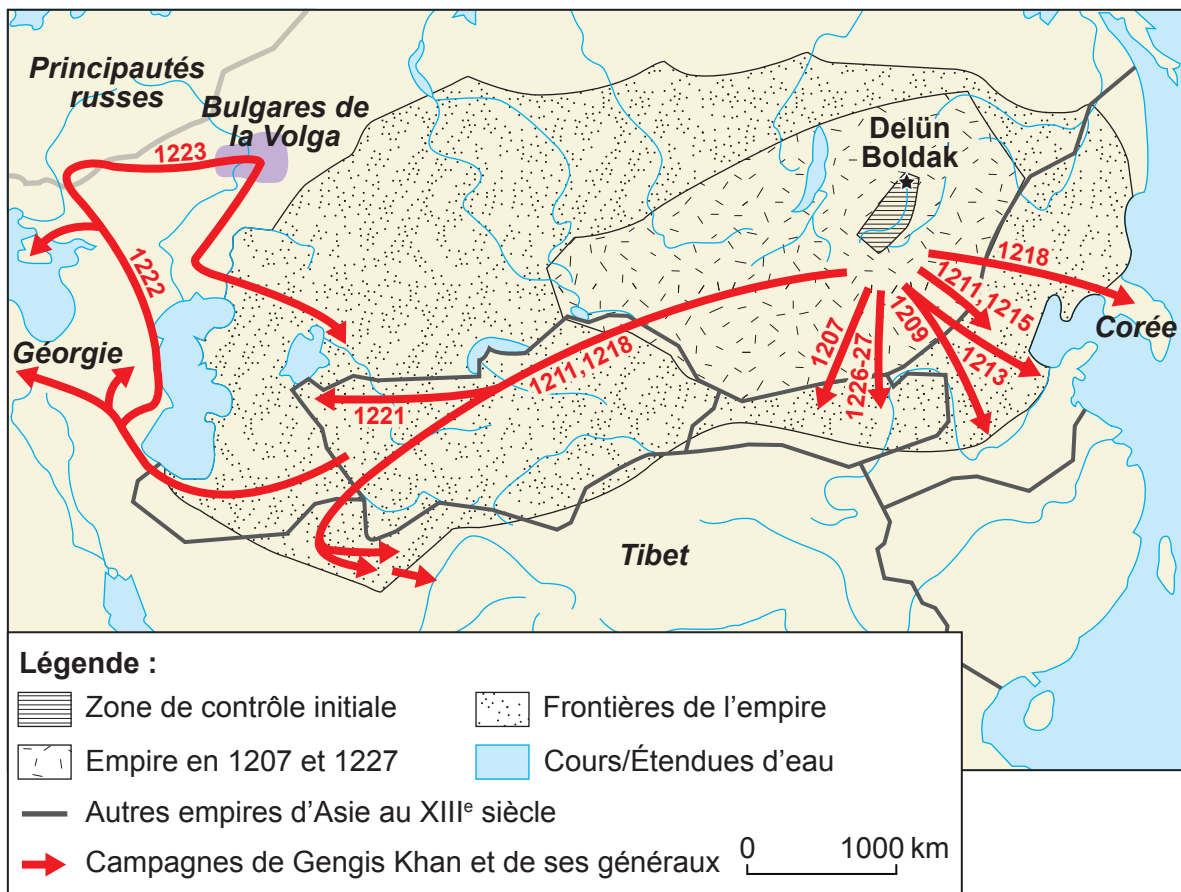 Principautés
russes
Bulgares de
la Volga
1223
Delün
Boldak
1222
1218
1211,1215
Corée
Géorgie
1207
1226-27
1209
1213
1211,1218
1221
Tibet
Légende :
Zone de contrôle initiale
Frontières de l'empire
Empire en 1207 et 1227
Cours/Étendues d'eau
Autres empires d'Asie au XIIIe siècle
Campagnes de Gengis Khan et de ses généraux
0 1000 km